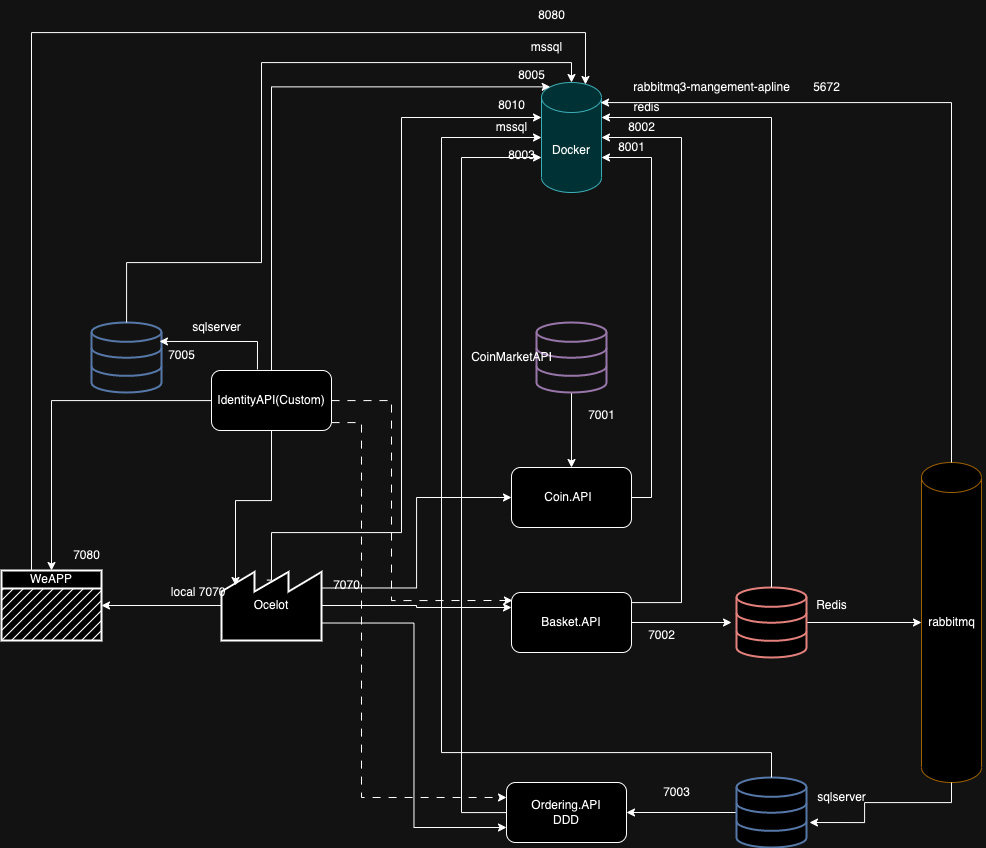 8080
mssql
8005
rabbitmq3-mangement-apline 5672
8010
redis
mssql
8002
8003
8001
Docker
sqlserver
7005
CoinMarketAPI
IdentityAPI(Custom)
7001
Coin.API
7080
WeAPP
local 7070
7070
Ocelot
Basket.API
7002
Redis
rabbitmq
7003
sqlserver
Ordering.API
DDD